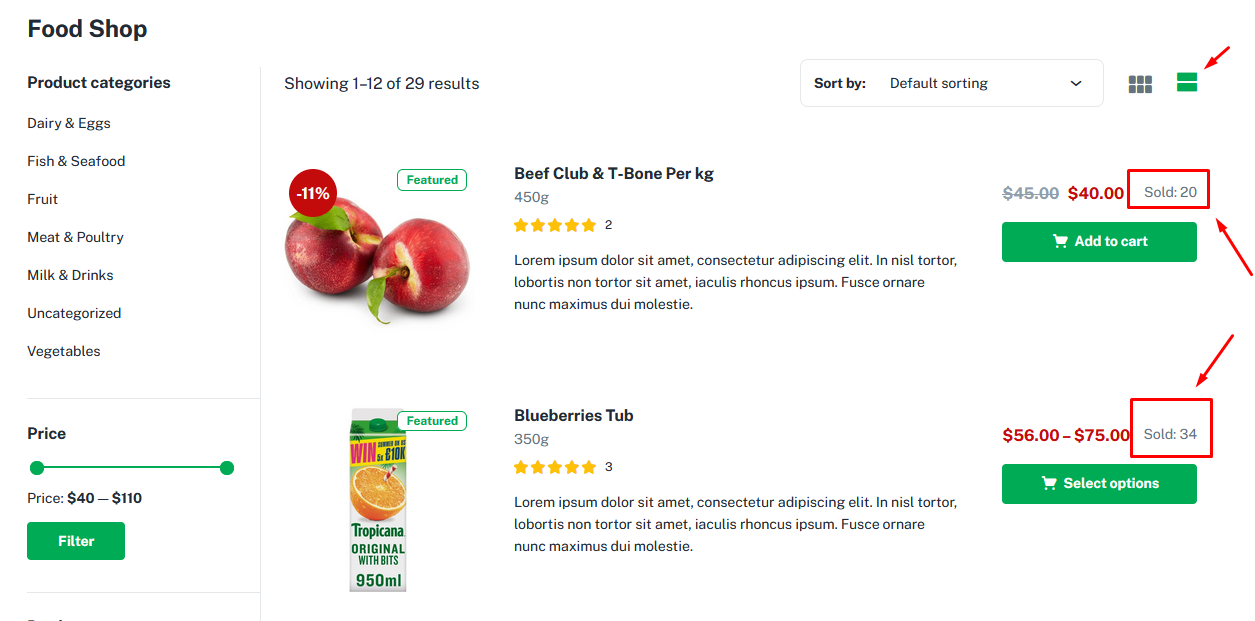 Food Shop
Product categories
Dairy & Eggs
Fish & Seafood
Fruit
Meat & Poultry
Milk & Drinks
Uncategorized
Vegetables
Price
Price: $40 — $110
Filter
Showing 1–12 of 29 results
Sort by: Default sorting
-11%
Featured
Beef Club & T-Bone Per kg
450g
2
Lorem ipsum dolor sit amet, consectetur adipiscing elit. In nisl tortor,
lobortis non tortor sit amet, iaculis rhoncus ipsum. Fusce ornare
nunc maximus dui molestie.
$45.00 $40.00 Sold: 20
Add to cart
Featured
WIN
SUMMER ON US
5x £10K
Tropicana
ORIGINAL
WITH BITS
950ml
Blueberries Tub
350g
3
Lorem ipsum dolor sit amet, consectetur adipiscing elit. In nisl tortor,
lobortis non tortor sit amet, iaculis rhoncus ipsum. Fusce ornare
nunc maximus dui molestie.
$56.00 – $75.00 Sold: 34
Select options